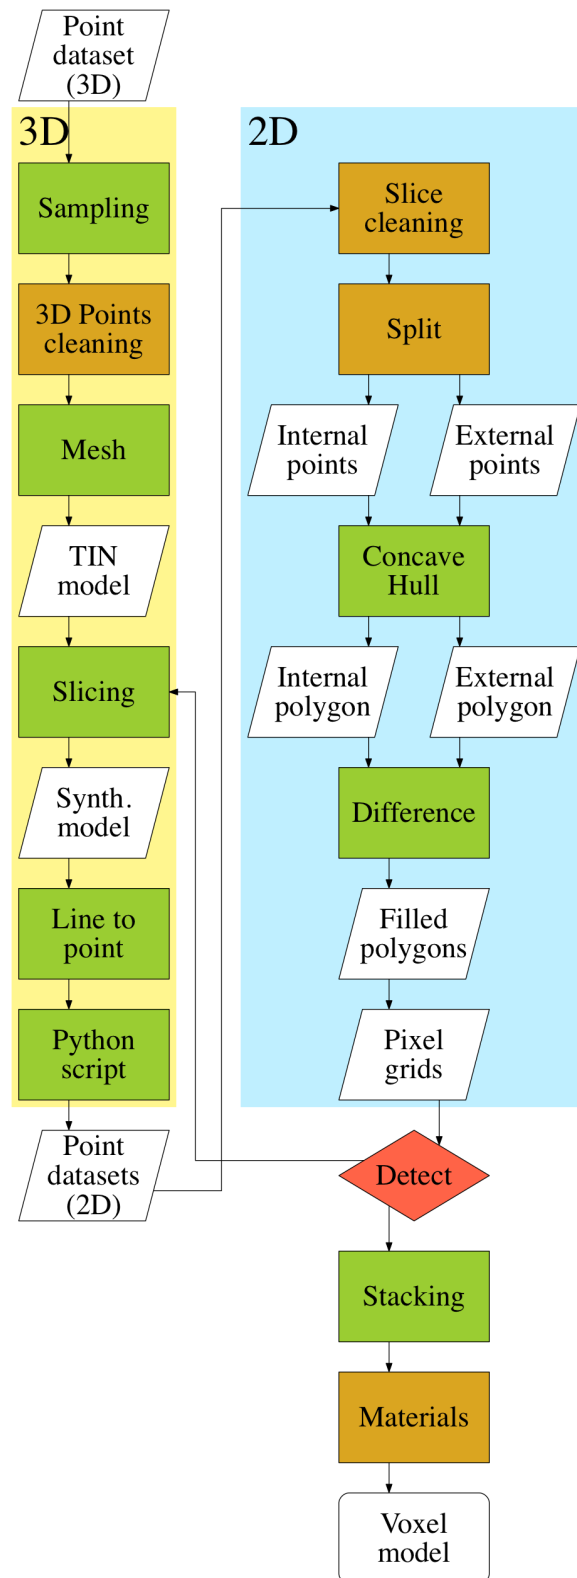 Point
dataset
(3D)
3D
Sampling
3D Points
cleaning
Mesh
TIN
model
Slicing
Synth.
model
Line to
point
Python
script
Point
datasets
(2D)
2D
Slice
cleaning
Split
Internal
points
External
points
Concave
Hull
Internal
polygon
External
polygon
Difference
Filled
polygons
Pixel
grids
Detect
Stacking
Materials
Voxel
model